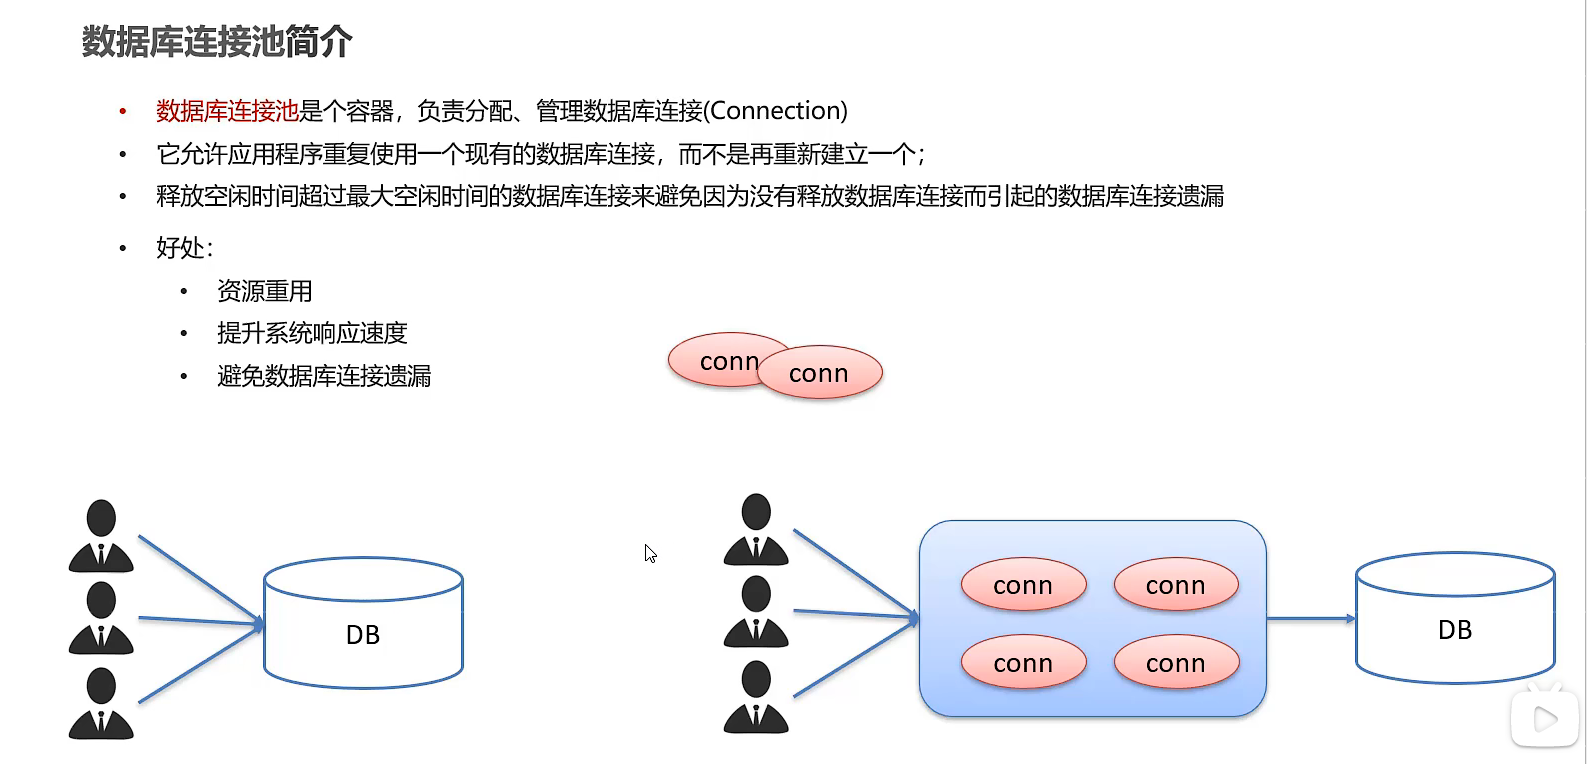 数据库连接池简介
数据库连接池是个容器，负责分配、管理数据库连接(Connection)
它允许应用程序重复使用一个现有的数据库连接，而不是再重新建立一个；
释放空闲时间超过最大空闲时间的数据库连接来避免因为没有释放数据库连接而引起的数据库连接遗漏
好处：
资源重用
提升系统响应速度
避免数据库连接遗漏
conn
conn
DB
conn
conn
conn
conn
DB